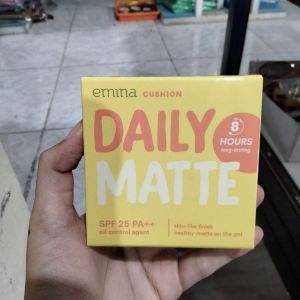 emina CUSHION
DAILY
MATTE
8
HOURS
long-lasting
SPF 25 PA++
oil control agent
skin-like finish
healthy-matte on the go!